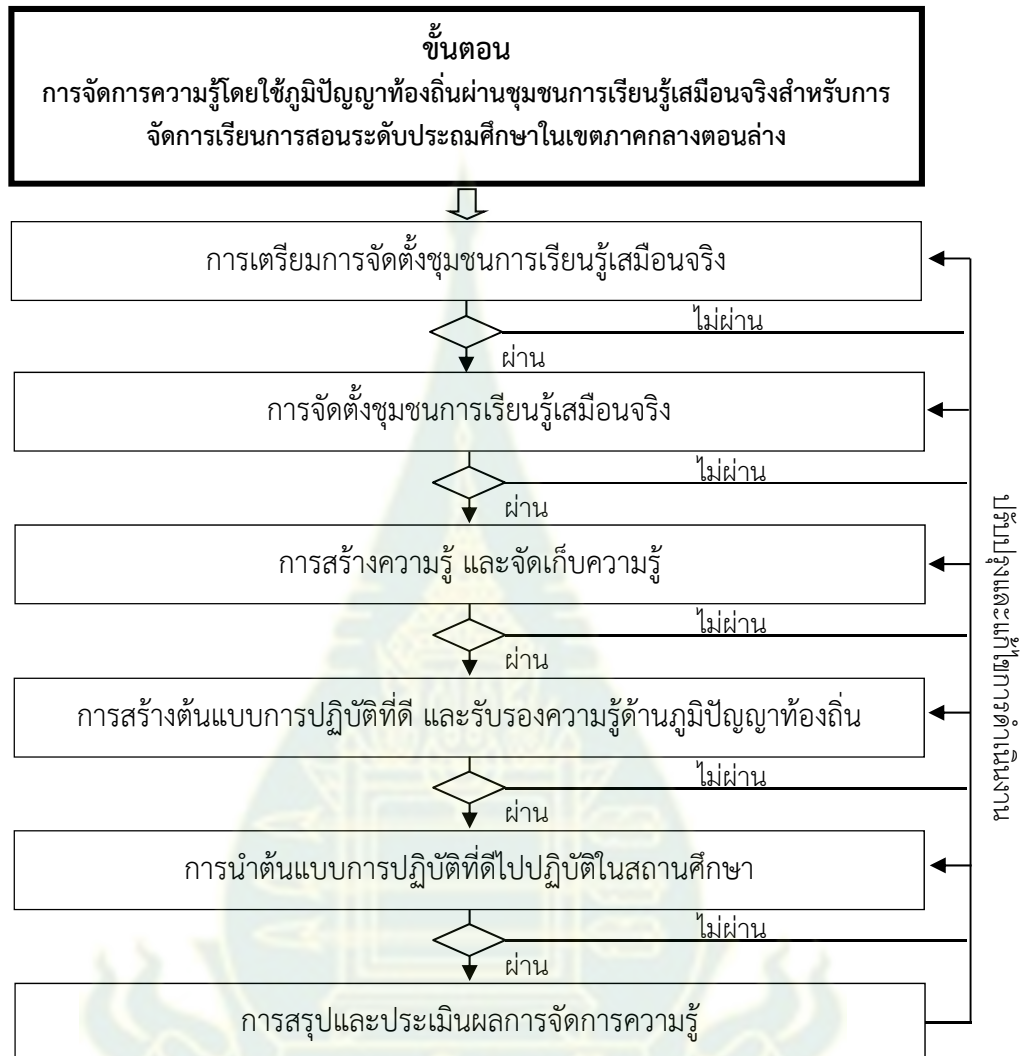 ขั้นตอน
การจัดการความรู้โดยใช้ภูมิปัญญาท้องถิ่นผ่านชุมชนการเรียนรู้เสมือนจริงสำหรับการ
จัดการเรียนการสอนระดับประถมศึกษาในเขตภาคกลางตอนล่าง
การเตรียมการจัดตั้งชุมชนการเรียนรู้เสมือนจริง
ไม่ผ่าน
ผ่าน
การจัดตั้งชุมชนการเรียนรู้เสมือนจริง
ไม่ผ่าน
ผ่าน
การสร้างความรู้ และจัดเก็บความรู้
ไม่ผ่าน
ผ่าน
การสร้างต้นแบบการปฏิบัติที่ดี และรับรองความรู้ด้านภูมิปัญญาท้องถิ่น
ไม่ผ่าน
ผ่าน
การนำต้นแบบการปฏิบัติที่ดีไปปฏิบัติในสถานศึกษา
ไม่ผ่าน
ผ่าน
การสรุปและประเมินผลการจัดการความรู้
ปรับปรุงและแก้ไขการดำเนินงาน